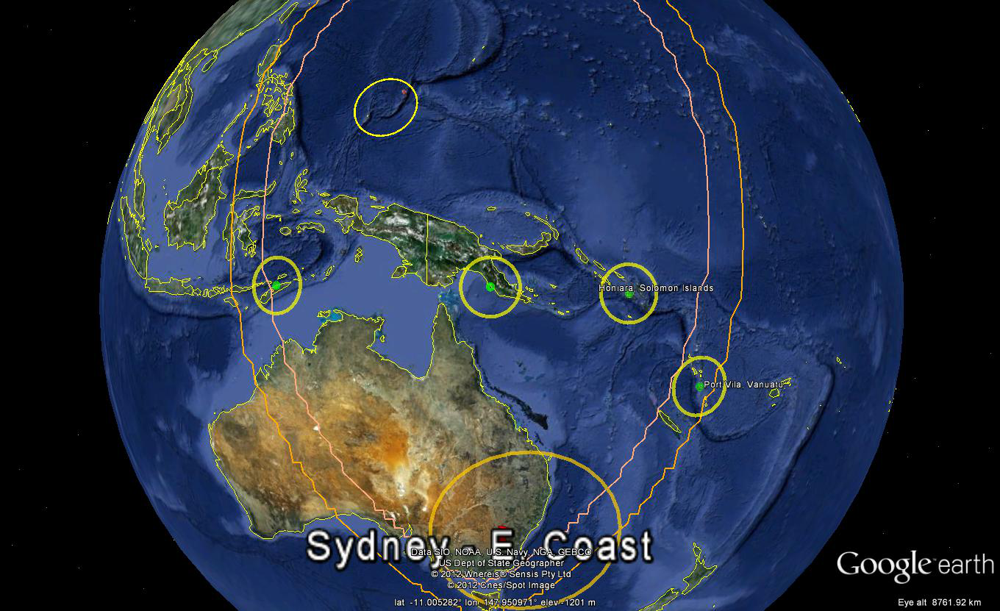 Honiara, Solomon Islands
Port Vila, Vanuatu
Sydney - E. Coast
Data SIO, NOAA, U.S. Navy, NGA, GEBCO
US Dept of State Geographer
© 2012 Whereis® Sensis Pty Ltd
© 2012 Cnes/Spot Image
Google earth
lat -11.005282° lon 147.950971° elev -1201 m
Eye alt 8761.92 km